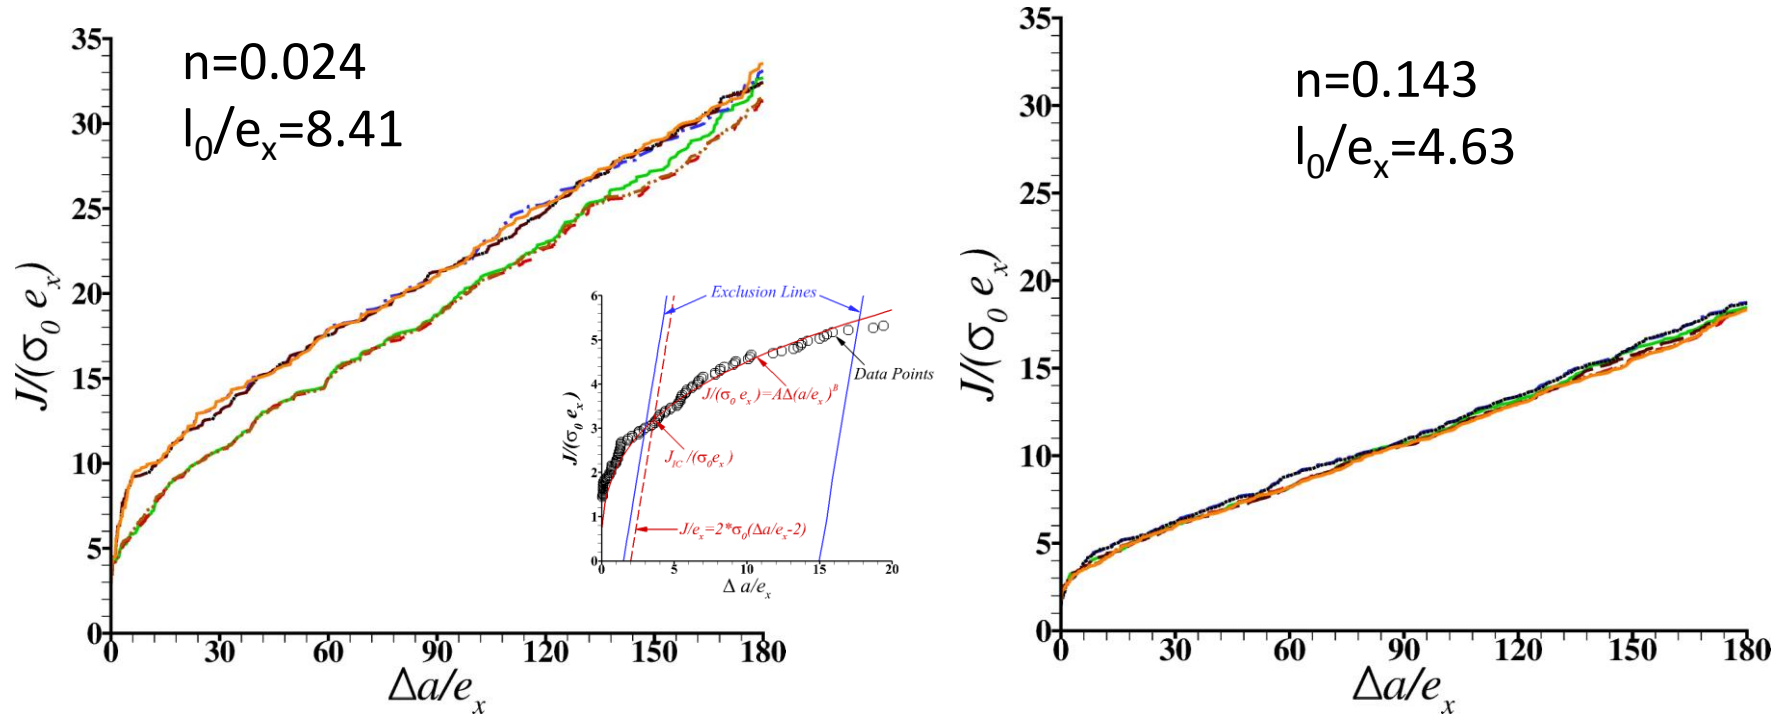 n=0.024
l0/ex=8.41
J/(σ0 ex)
35
30
25
20
15
10
5
0
0 30 60 90 120 150 180
Δa/ex
6
5
4
3
2
1
0
0 5 10 15 20
J/(σ0 ex)
Δ a/ex
Exclusion Lines
Data Points
J/(σ0 ex)=AΔ(a/ex)B
JIC/(σ0ex)
J/ex=2*σ0(Δa/ex-2)
n=0.143
l0/ex=4.63
J/(σ0 ex)
35
30
25
20
15
10
5
0
0 30 60 90 120 150 180
Δa/ex